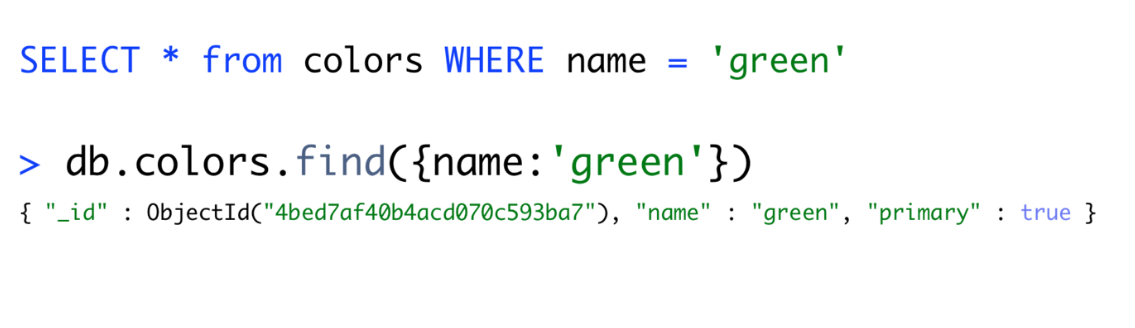 SELECT * from colors WHERE name = 'green'
> db.colors.find({name:'green'})
{ "_id" : ObjectId("4bed7af40b4acd070c593ba7"), "name" : "green", "primary" : true }